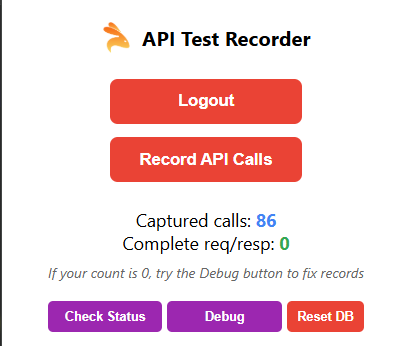 API Test Recorder
Logout
Record API Calls
Captured calls: 86
Complete req/resp: 0
If your count is 0, try the Debug button to fix records
Check Status
Debug
Reset DB